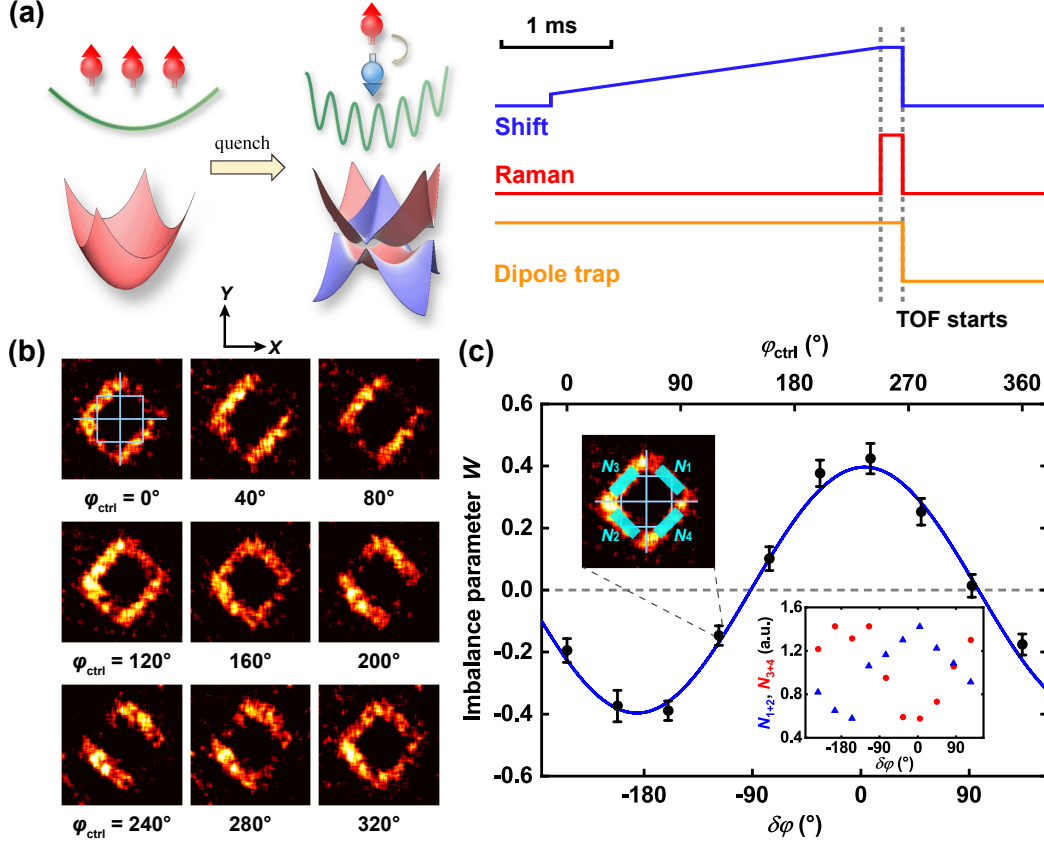 (a)
quench
1 ms
Shift
Raman
Dipole trap
TOF starts
Y
X
(b)
φctrl = 0°
40°
80°
φctrl = 120°
160°
200°
φctrl = 240°
280°
320°
(c)
φctrl (°)
0
90
180
270
360
Imbalance parameter W
0.6
0.4
0.2
0.0
-0.2
-0.4
-0.6
N3
N1
N2
N4
N1+2, N3+4 (a.u.)
1.6
1.2
0.8
0.4
-180
-90
0
90
δφ (°)
-180
-90
0
90
δφ (°)